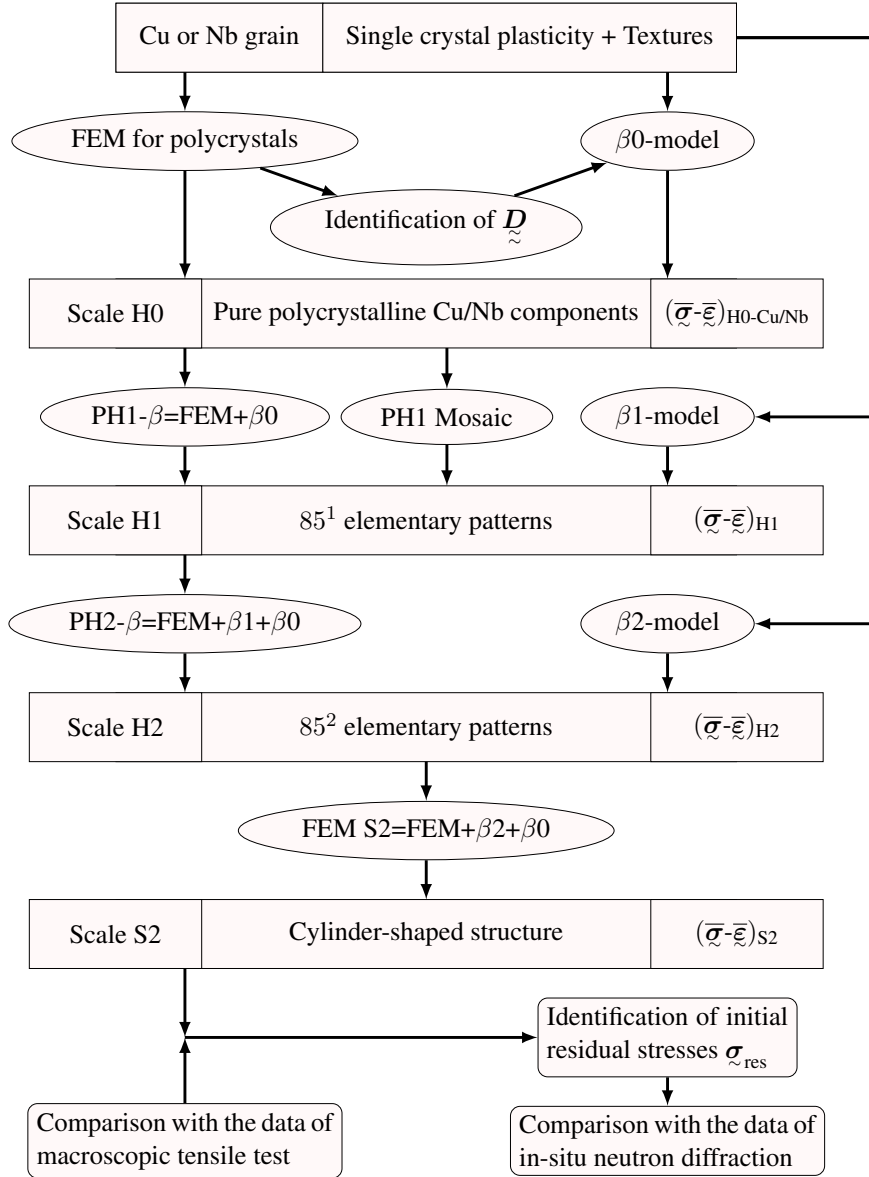 Cu or Nb grain
Single crystal plasticity + Textures
FEM for polycrystals
β0-model
Identification of D
Scale H0
Pure polycrystalline Cu/Nb components
(σ̅-ε̅)H0-Cu/Nb
PH1-β=FEM+β0
PH1 Mosaic
β1-model
Scale H1
85¹ elementary patterns
(σ̅-ε̅)H1
PH2-β=FEM+β1+β0
β2-model
Scale H2
85² elementary patterns
(σ̅-ε̅)H2
FEM S2=FEM+β2+β0
Scale S2
Cylinder-shaped structure
(σ̅-ε̅)S2
Identification of initial
residual stresses σres
Comparison with the data of
macroscopic tensile test
Comparison with the data of
in-situ neutron diffraction